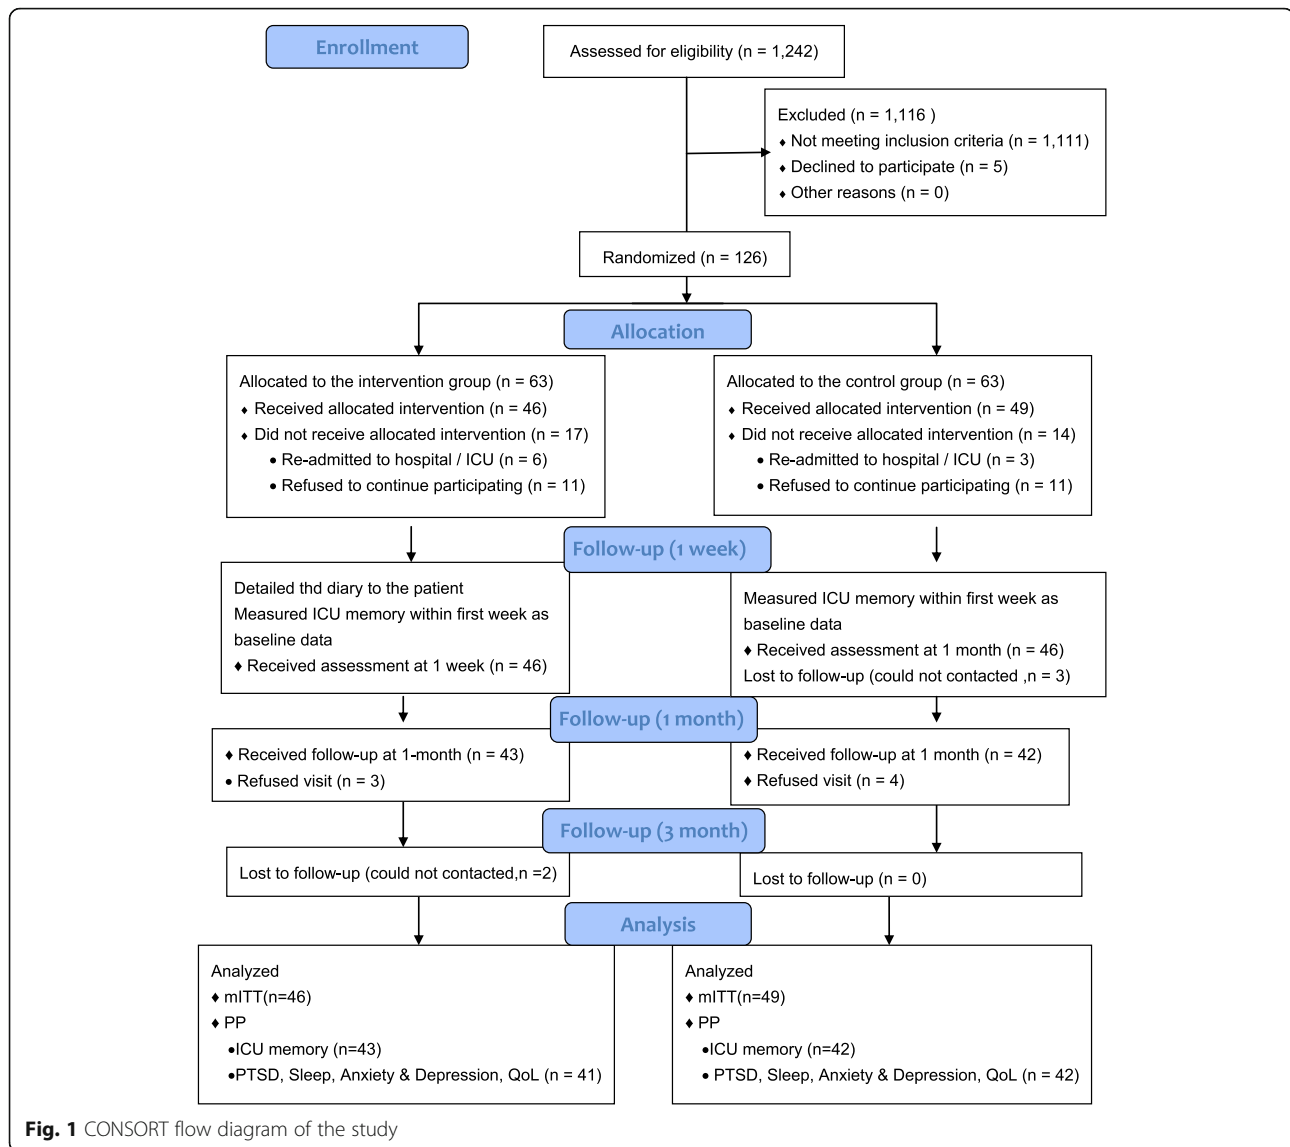 Enrollment
Assessed for eligibility (n = 1,242)
Excluded (n = 1,116 )
♦ Not meeting inclusion criteria (n = 1,111)
♦ Declined to participate (n = 5)
♦ Other reasons (n = 0)
Randomized (n = 126)
Allocation
Allocated to the intervention group (n = 63)
♦ Received allocated intervention (n = 46)
♦ Did not receive allocated intervention (n = 17)
• Re-admitted to hospital / ICU (n = 6)
• Refused to continue participating (n = 11)
Allocated to the control group (n = 63)
♦ Received allocated intervention (n = 49)
♦ Did not receive allocated intervention (n = 14)
• Re-admitted to hospital / ICU (n = 3)
• Refused to continue participating (n = 11)
Follow-up (1 week)
Detailed thd diary to the patient
Measured ICU memory within first week as
baseline data
♦ Received assessment at 1 week (n = 46)
Measured ICU memory within first week as
baseline data
♦ Received assessment at 1 month (n = 46)
Lost to follow-up (could not contacted ,n = 3)
Follow-up (1 month)
♦ Received follow-up at 1-month (n = 43)
• Refused visit (n = 3)
♦ Received follow-up at 1 month (n = 42)
♦ Refused visit (n = 4)
Follow-up (3 month)
Lost to follow-up (could not contacted,n =2)
Lost to follow-up (n = 0)
Analysis
Analyzed
♦ mITT(n=46)
♦ PP
•ICU memory (n=43)
•PTSD, Sleep, Anxiety & Depression, QoL (n = 41)
Analyzed
♦ mITT(n=49)
♦ PP
•ICU memory (n=42)
• PTSD, Sleep, Anxiety & Depression, QoL (n = 42)
Fig. 1 CONSORT flow diagram of the study